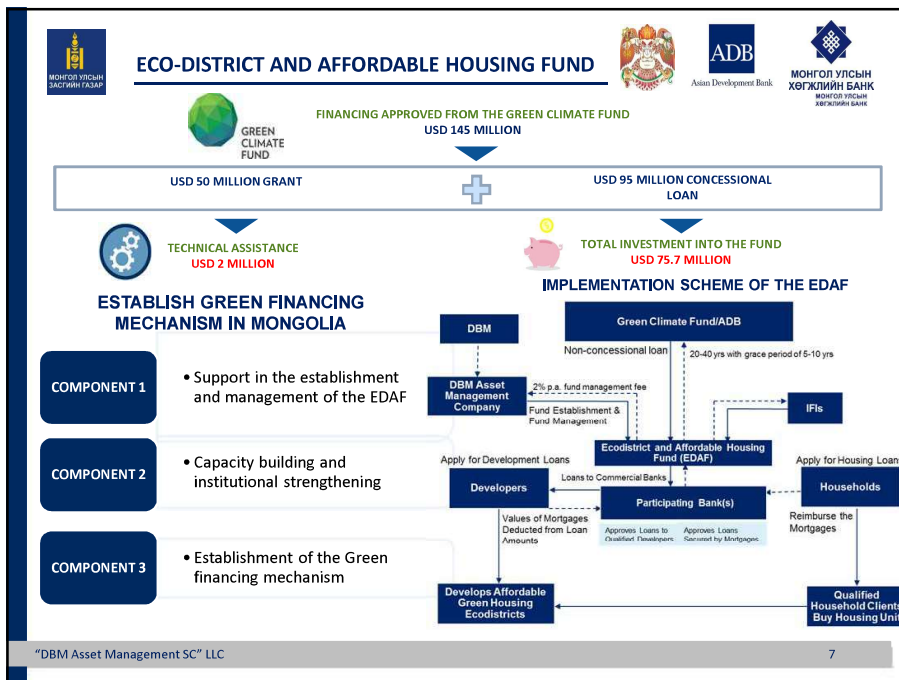 МОНГОЛ УЛСЫН
ЗАСГИЙН ГАЗАР
ECO-DISTRICT AND AFFORDABLE HOUSING FUND
ADB
Asian Development Bank
МОНГОЛ УЛСЫН
ХӨГЖЛИЙН БАНК
МОНГОЛ УЛСЫН
ХӨГЖЛИЙН БАНК
GREEN
CLIMATE
FUND
FINANCING APPROVED FROM THE GREEN CLIMATE FUND
USD 145 MILLION
USD 50 MILLION GRANT
USD 95 MILLION CONCESSIONAL
LOAN
TECHNICAL ASSISTANCE
USD 2 MILLION
TOTAL INVESTMENT INTO THE FUND
USD 75.7 MILLION
ESTABLISH GREEN FINANCING
MECHANISM IN MONGOLIA
COMPONENT 1
• Support in the establishment
and management of the EDAF
COMPONENT 2
• Capacity building and
institutional strengthening
COMPONENT 3
• Establishment of the Green
financing mechanism
IMPLEMENTATION SCHEME OF THE EDAF
DBM
Green Climate Fund/ADB
Non-concessional loan
20-40 yrs with grace period of 5-10 yrs
DBM Asset
Management
Company
2% p.a. fund management fee
Fund Establishment &
Fund Management
IFIs
Ecodistrict and Affordable Housing
Fund (EDAF)
Apply for Development Loans
Apply for Housing Loans
Loans to Commercial Banks
Developers
Participating Bank(s)
Households
Values of Mortgages
Deducted from Loan
Amounts
Approves Loans to
Qualified Developers
Approves Loans
Secured by Mortgages
Reimburse the
Mortgages
Develops Affordable
Green Housing
Ecodistricts
Qualified
Household Clients
Buy Housing Unit
"DBM Asset Management SC" LLC
7